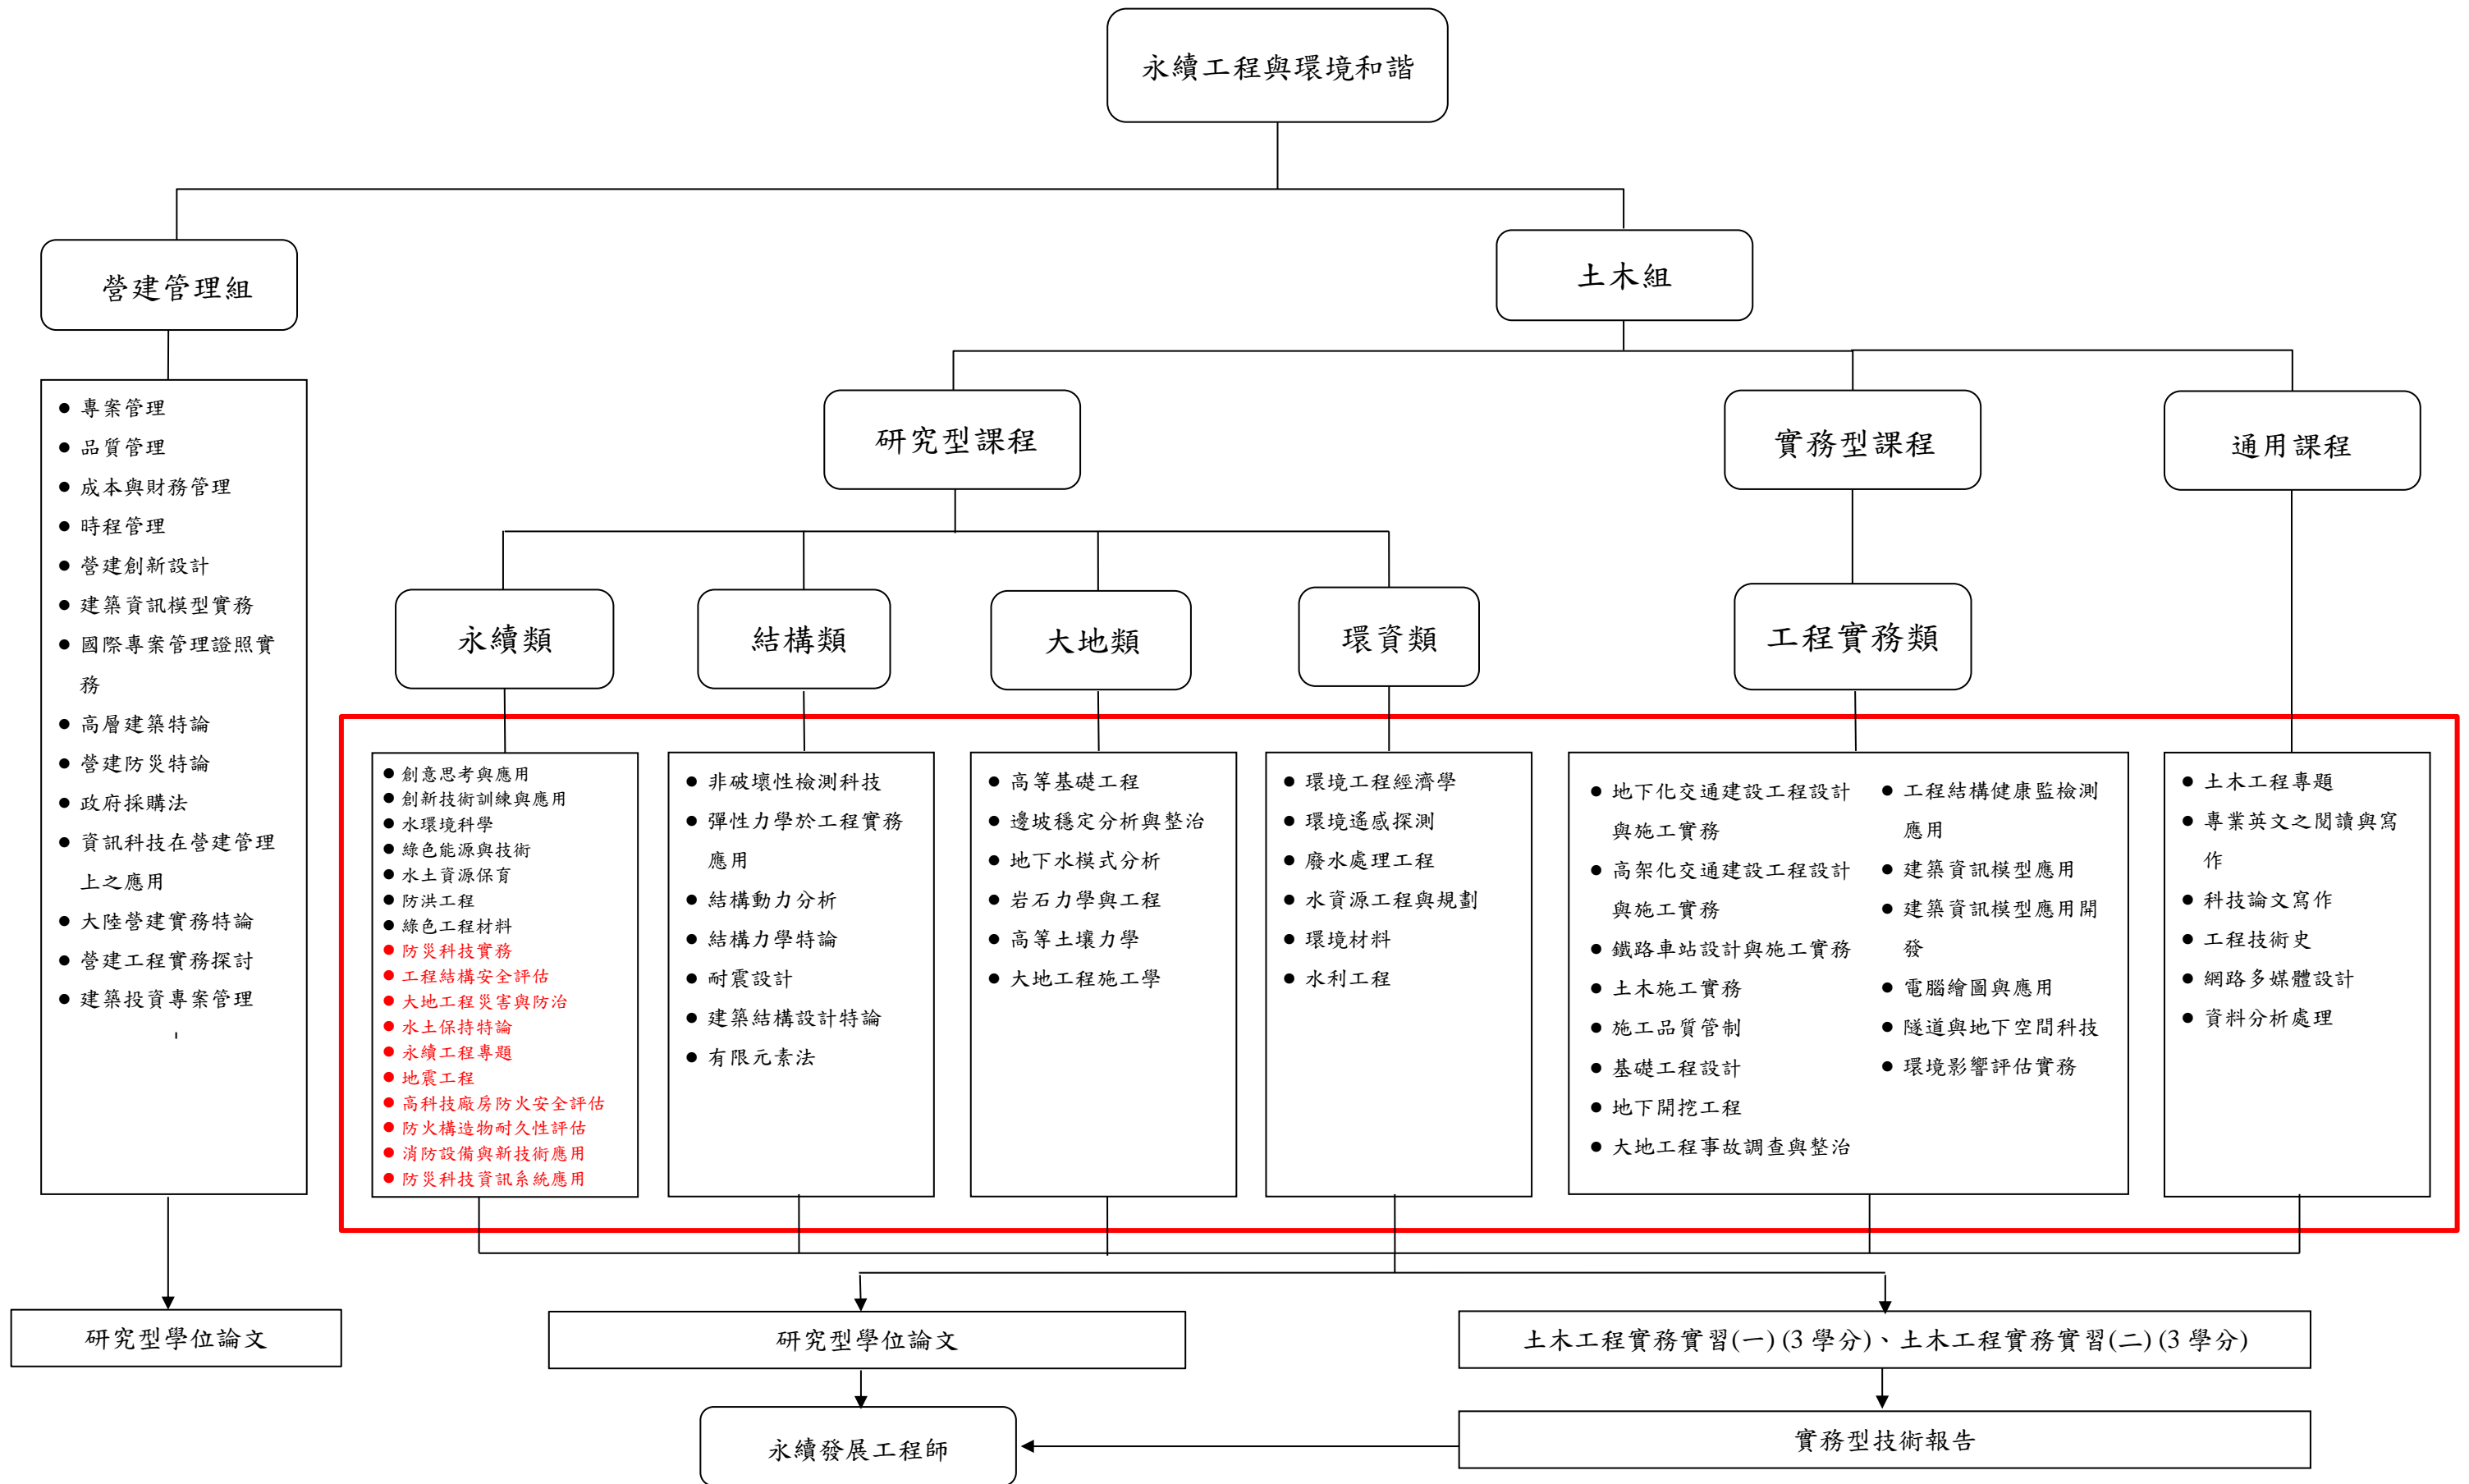 永續工程與環境和諧
營建管理組
土木組
研究型課程
實務型課程
通用課程
永續類
結構類
大地類
環資類
工程實務類
● 專案管理
● 品質管理
● 成本與財務管理
● 時程管理
● 營建創新設計
● 建築資訊模型實務
● 國際專案管理證照實
務
● 高層建築特論
● 營建防災特論
● 政府採購法
● 資訊科技在營建管理
上之應用
● 大陸營建實務特論
● 營建工程實務探討
● 建築投資專案管理
● 創意思考與應用
● 創新技術訓練與應用
● 水環境科學
● 綠色能源與技術
● 水土資源保育
● 防洪工程
● 綠色工程材料
● 防災科技實務
● 工程結構安全評估
● 大地工程災害與防治
● 水土保持特論
● 永續工程專題
● 地震工程
● 高科技廠房防火安全評估
● 防火構造物耐久性評估
● 消防設備與新技術應用
● 防災科技資訊系統應用
● 非破壞性檢測科技
● 彈性力學於工程實務
應用
● 結構動力分析
● 結構力學特論
● 耐震設計
● 建築結構設計特論
● 有限元素法
● 高等基礎工程
● 邊坡穩定分析與整治
● 地下水模式分析
● 岩石力學與工程
● 高等土壤力學
● 大地工程施工學
● 環境工程經濟學
● 環境遙感探測
● 廢水處理工程
● 水資源工程與規劃
● 環境材料
● 水利工程
● 地下化交通建設工程設計
與施工實務
● 高架化交通建設工程設計
與施工實務
● 鐵路車站設計與施工實務
● 土木施工實務
● 施工品質管制
● 基礎工程設計
● 地下開挖工程
● 大地工程事故調查與整治
● 工程結構健康監檢測
應用
● 建築資訊模型應用
● 建築資訊模型應用開
發
● 電腦繪圖與應用
● 隧道與地下空間科技
● 環境影響評估實務
● 土木工程專題
● 專業英文之閱讀與寫
作
● 科技論文寫作
● 工程技術史
● 網路多媒體設計
● 資料分析處理
研究型學位論文
研究型學位論文
土木工程實務實習(一) (3 學分)、土木工程實務實習(二) (3 學分)
永續發展工程師
實務型技術報告